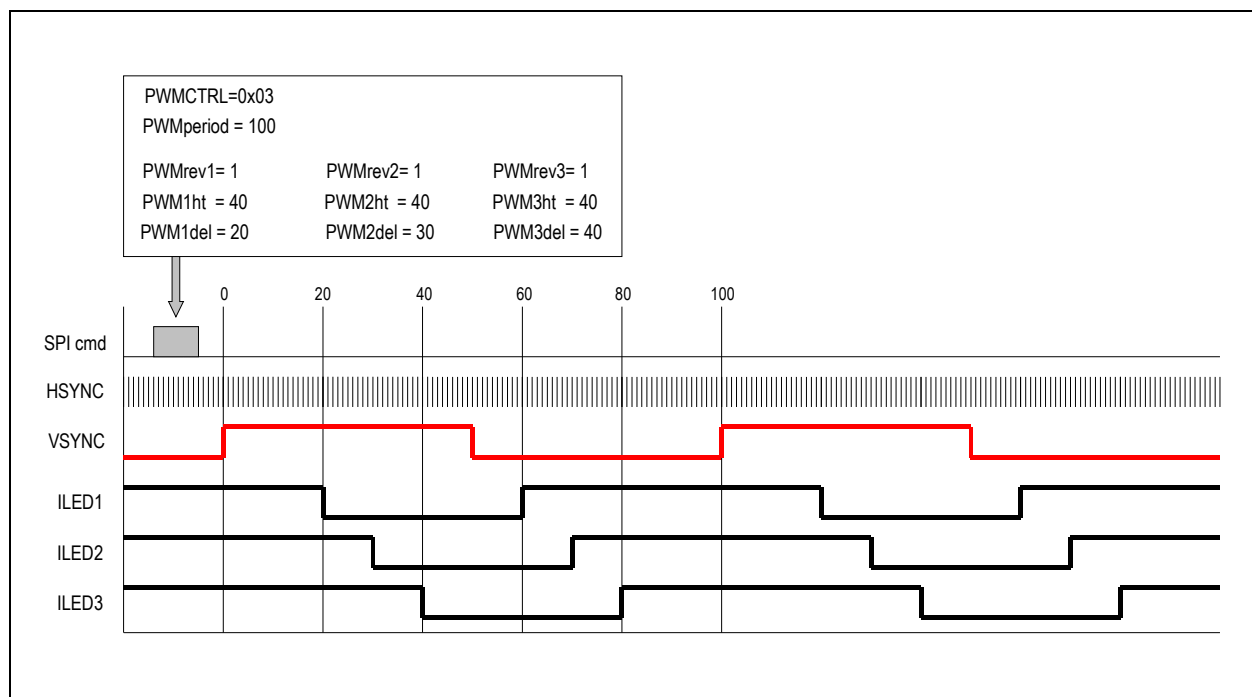 PWMCTRL=0x03
PWMperiod = 100
PWMrev1= 1 PWMrev2= 1 PWMrev3= 1
PWM1ht = 40 PWM2ht = 40 PWM3ht = 40
PWM1del = 20 PWM2del = 30 PWM3del = 40
0 20 40 60 80 100
SPI cmd
HSYNC
VSYNC
ILED1
ILED2
ILED3